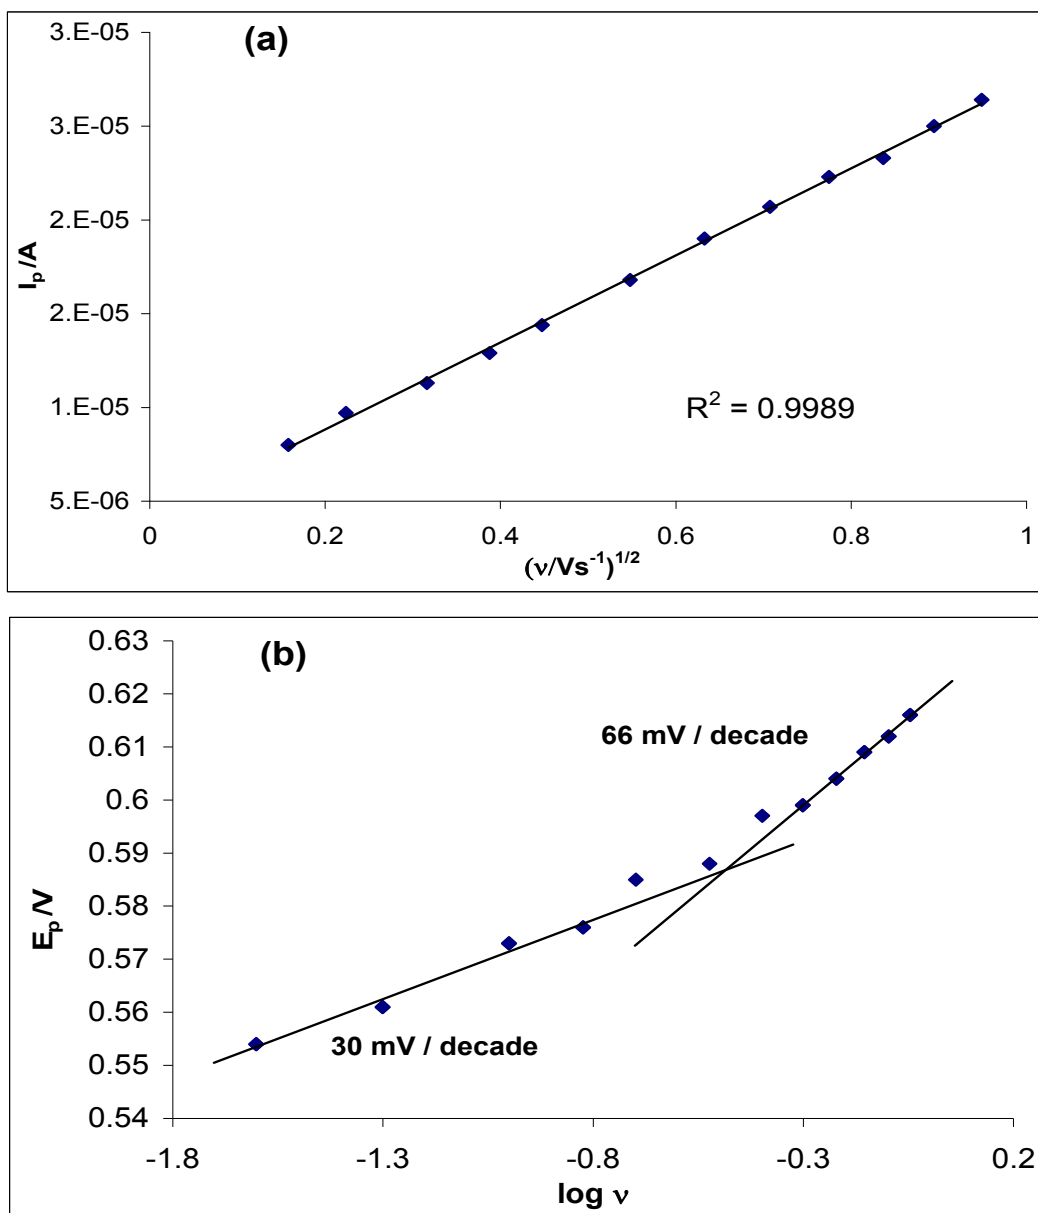 (a)
3.E-05
3.E-05
2.E-05
2.E-05
1.E-05
5.E-06
Ip/A
R2 = 0.9989
0 0.2 0.4 0.6 0.8 1
(ν/Vs-1)1/2
(b)
0.63
0.62
0.61
0.6
0.59
0.58
0.57
0.56
0.55
0.54
Ep/V
66 mV / decade
30 mV / decade
-1.8 -1.3 -0.8 -0.3 0.2
log ν